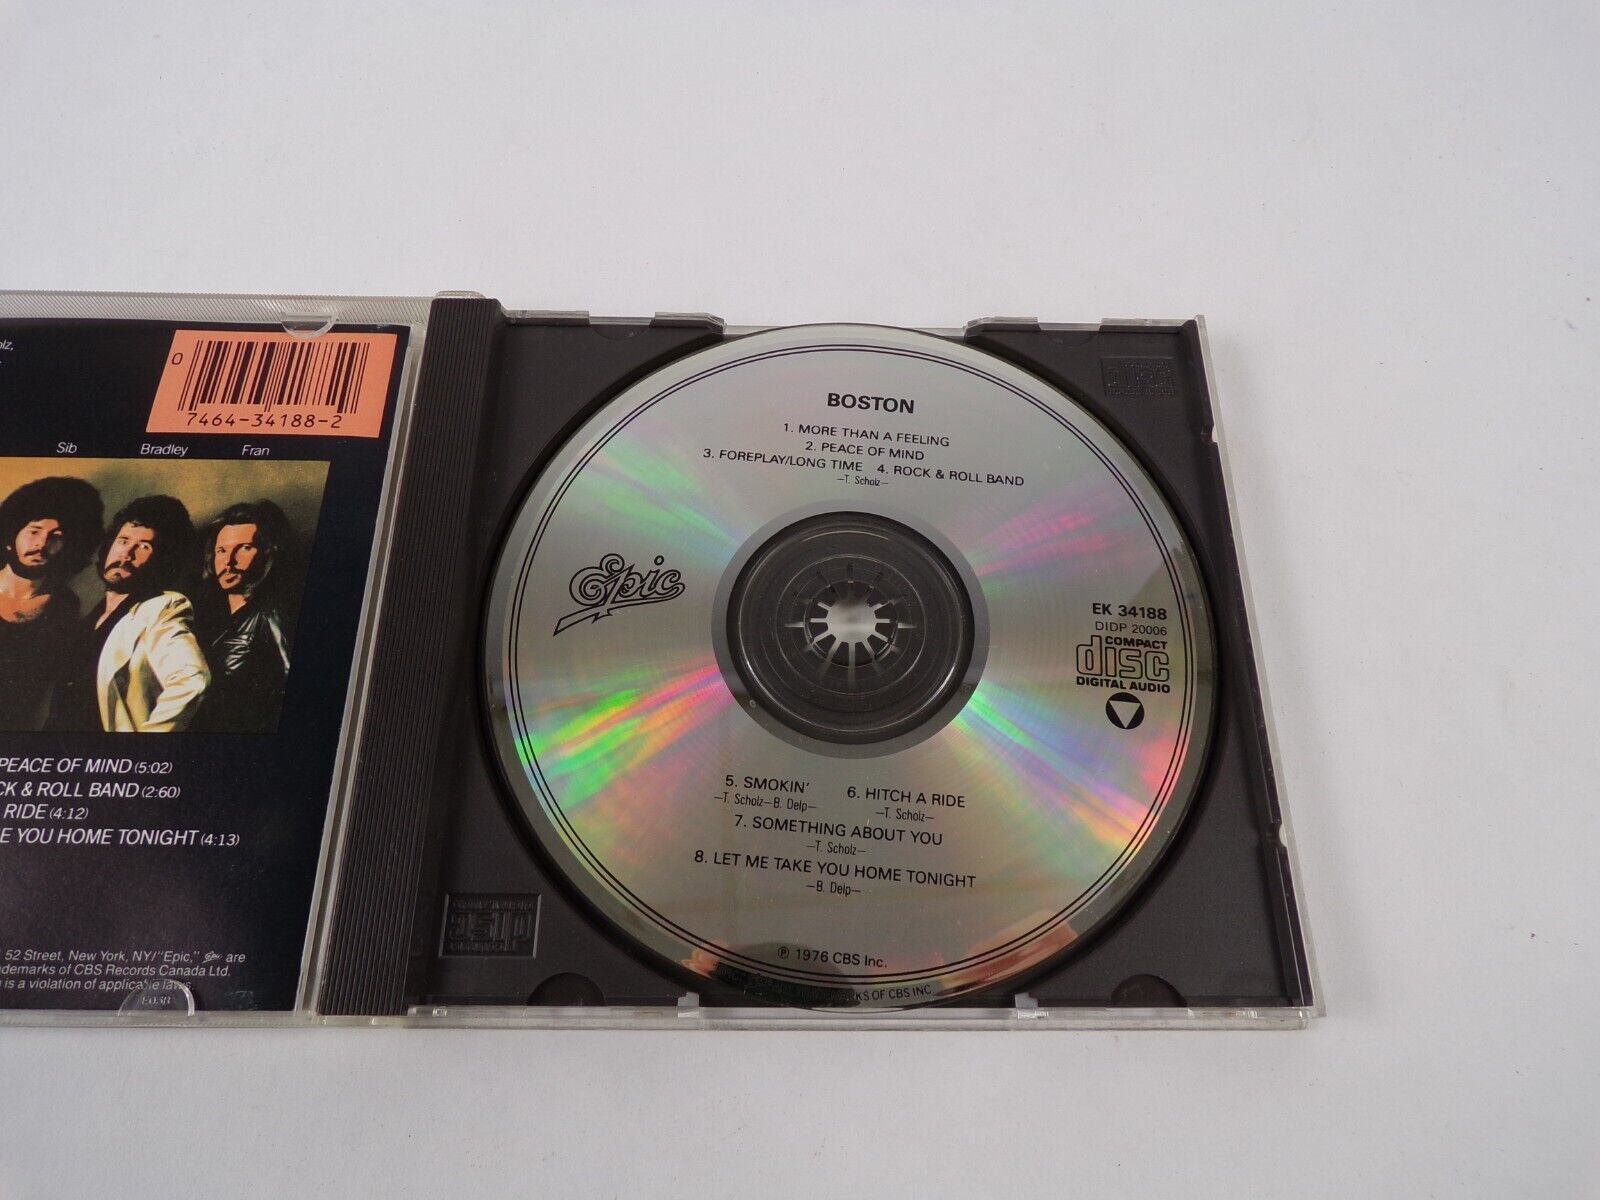 0
7464-34188-2
Sib Bradley Fran
PEACE OF MIND (5:02)
& ROLL BAND (2:60)
RIDE (4:12)
YOU HOME TONIGHT (4:13)
52 Street, New York, NY/"Epic," Epic are
of CBS Records Canada Ltd.
is a violation of applicable laws.
BOSTON
1. MORE THAN A FEELING
2. PEACE OF MIND
3. FOREPLAY/LONG TIME 4. ROCK & ROLL BAND
—T. Scholz—
Epic
EK 34188
DIDP 20006
COMPACT
disc
DIGITAL AUDIO
5. SMOKIN' 6. HITCH A RIDE
—T. Scholz—B. Delp— —T. Scholz—
7. SOMETHING ABOUT YOU
—T. Scholz—
8. LET ME TAKE YOU HOME TONIGHT
—B. Delp—
℗ 1976 CBS Inc.
OF CBS INC